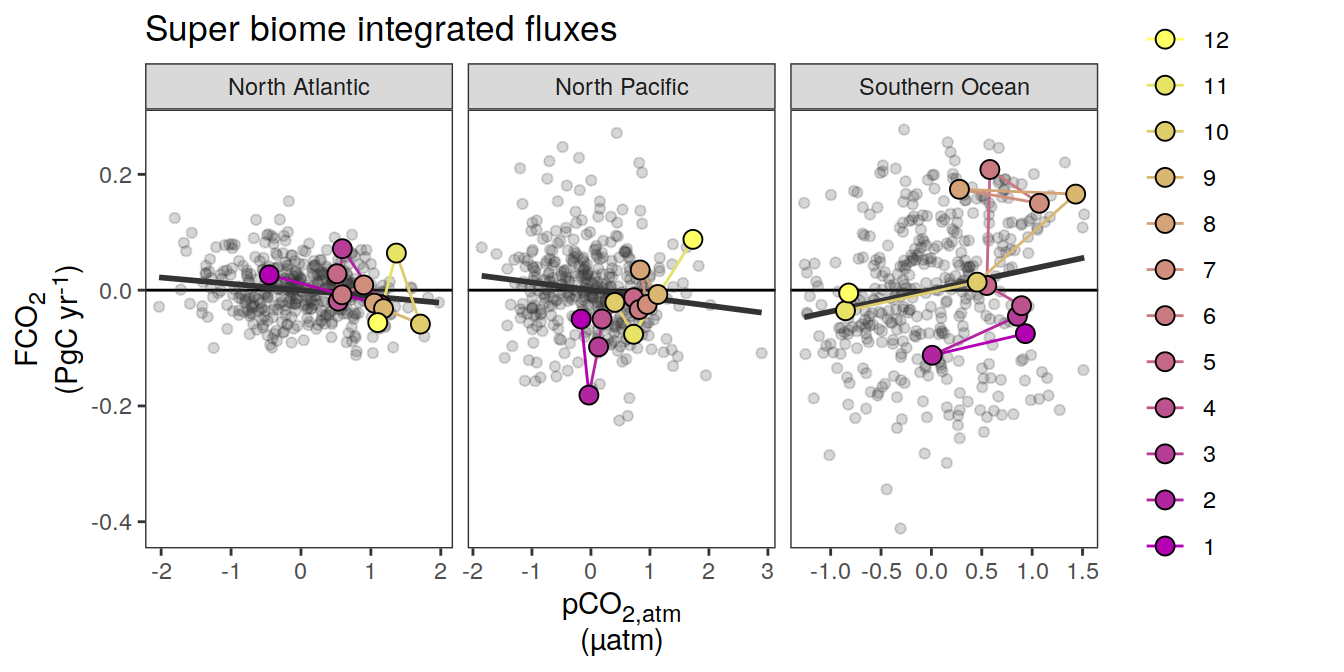 Super biome integrated fluxes
North Atlantic
North Pacific
Southern Ocean
FCO2
(PgC yr-1)
0.2
0.0
-0.2
-0.4
-2 -1 0 1 2
-2 -1 0 1 2 3
-1.0 -0.5 0.0 0.5 1.0 1.5
pCO2,atm
(µatm)
12
11
10
9
8
7
6
5
4
3
2
1